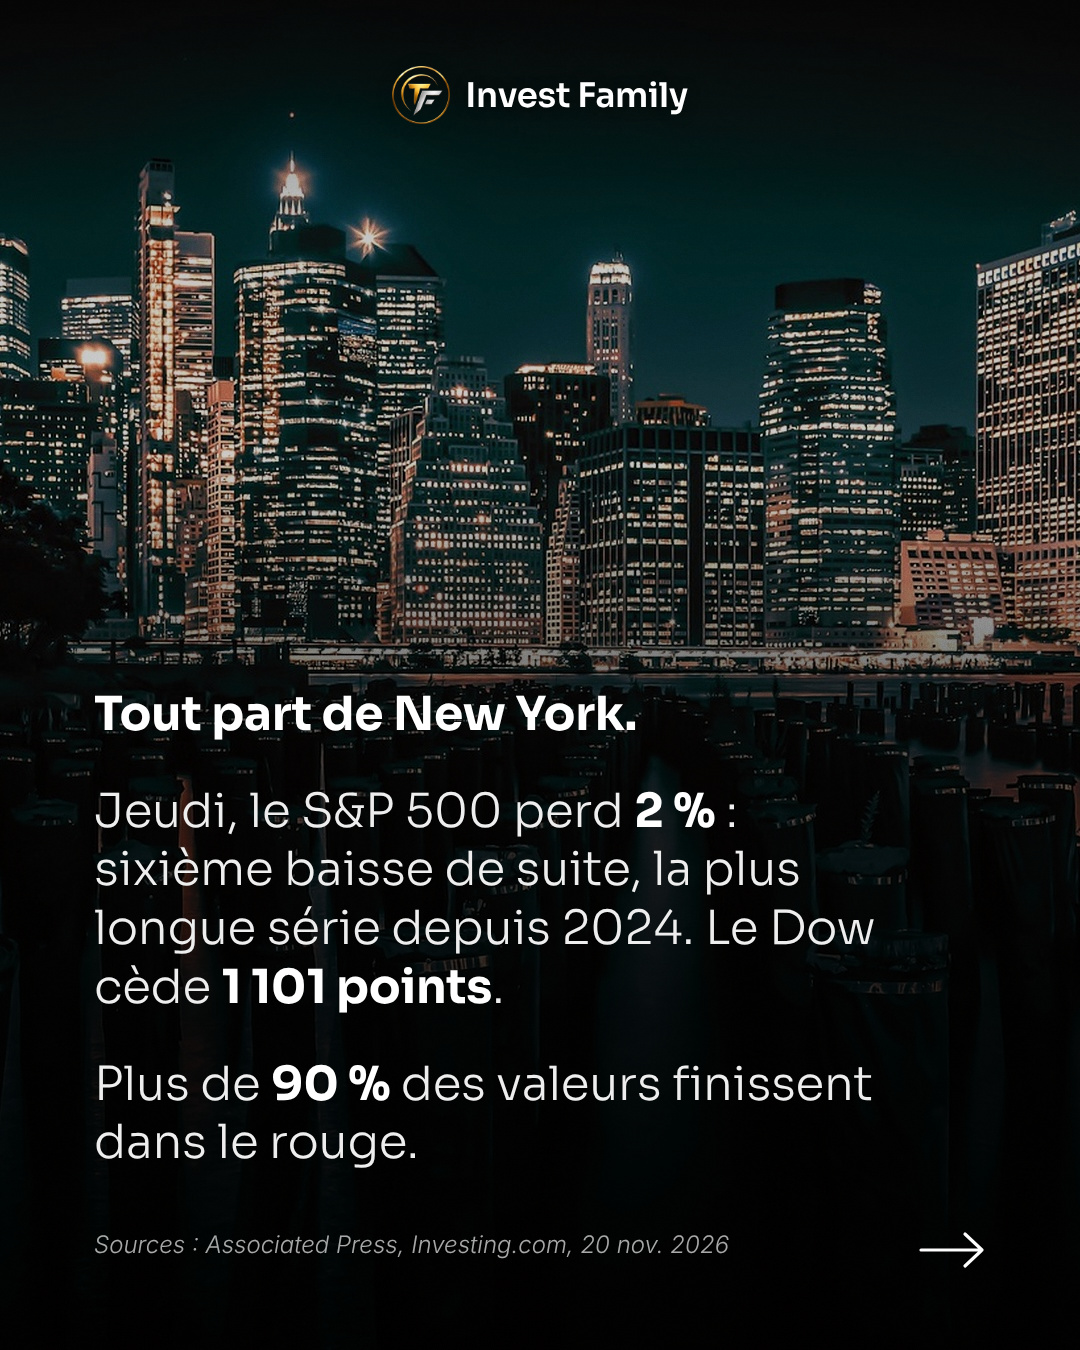 TF
Invest Family
Tout part de New York.
Jeudi, le S&P 500 perd 2 % :
sixième baisse de suite, la plus
longue série depuis 2024. Le Dow
cède 1 101 points.
Plus de 90 % des valeurs finissent
dans le rouge.
Sources : Associated Press, Investing.com, 20 nov. 2026